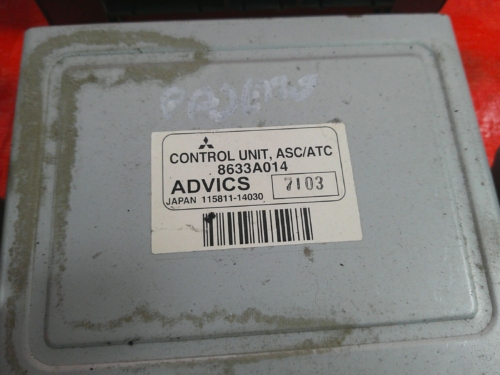 CONTROL UNIT, ASC/ATC
8633A014
ADVICS 7103
JAPAN 115811-14030